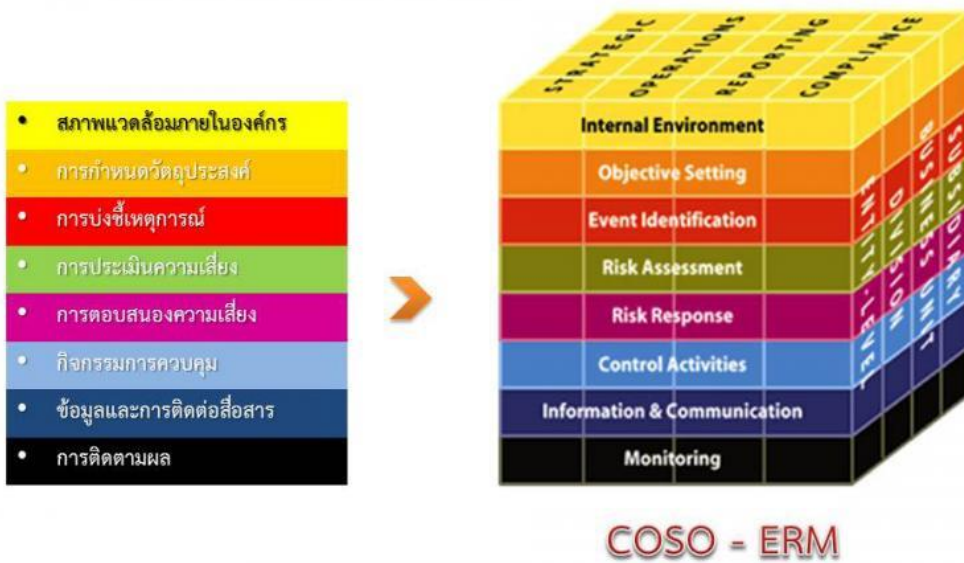 • สภาพแวดล้อมภายในองค์กร
• การกำหนดวัตถุประสงค์
• การบ่งชี้เหตุการณ์
• การประเมินความเสี่ยง
• การตอบสนองความเสี่ยง
• กิจกรรมการควบคุม
• ข้อมูลและการติดต่อสื่อสาร
• การติดตามผล
STRATEGIC
OPERATIONS
REPORTING
COMPLIANCE
Internal Environment
Objective Setting
Event Identification
Risk Assessment
Risk Response
Control Activities
Information & Communication
Monitoring
ENTITY-LEVEL
DIVISION
BUSINESS UNIT
SUBSIDIARY
COSO - ERM